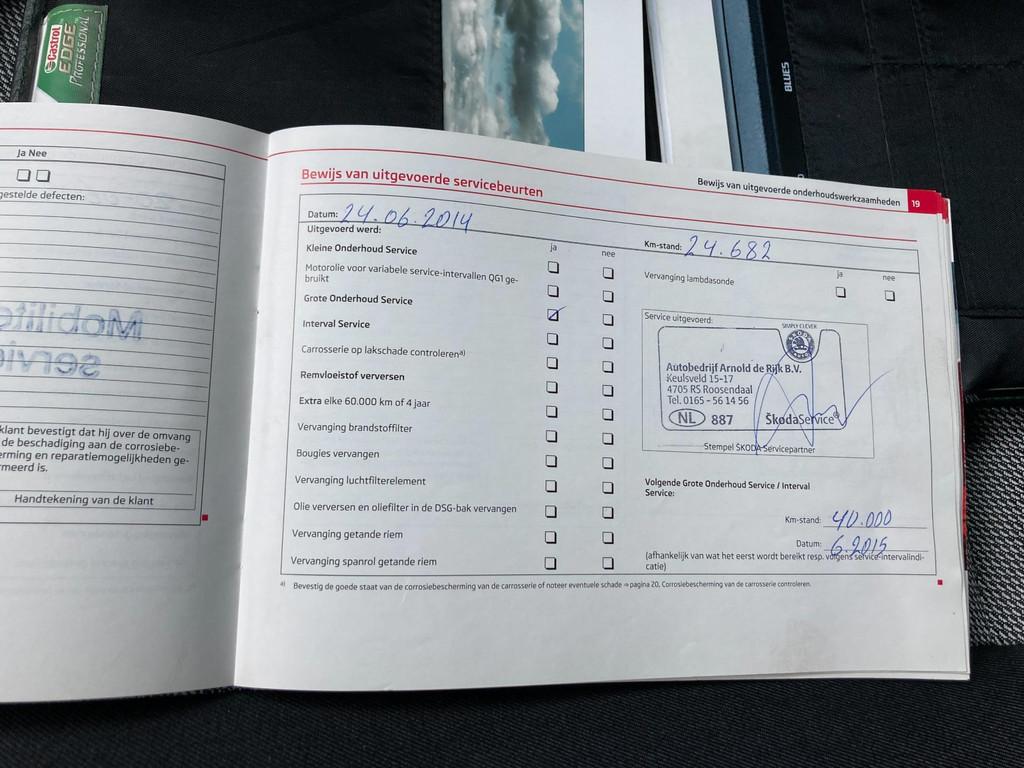 Castrol
EDGE
PROFESSIONAL
BLUES
Ja Nee
gestelde defecten:
klant bevestigt dat hij over de omvang
de beschadiging aan de corrosiebe-
erming en reparatiemogelijkheden ge-
meerd is.
Handtekening van de klant
Bewijs van uitgevoerde onderhoudswerkzaamheden 19
Bewijs van uitgevoerde servicebeurten
Datum: 24.06.2014
Uitgevoerd werd:
ja nee
Kleine Onderhoud Service
Motorolie voor variabele service-intervallen QG1 ge-
bruikt
Grote Onderhoud Service
Interval Service
Carrosserie op lakschade controleren a)
Remvloeistof verversen
Extra elke 60.000 km of 4 jaar
Vervanging brandstoffilter
Bougies vervangen
Vervanging luchtfilterelement
Olie verversen en oliefilter in de DSG-bak vervangen
Vervanging getande riem
Vervanging spanrol getande riem
Km-stand: 24.682
ja nee
Vervanging lambdasonde
Service uitgevoerd:
SIMPLY CLEVER
Autobedrijf Arnold de Rijk B.V.
Keulsveld 15-17
4705 RS Roosendaal
Tel. 0165 - 56 14 56
NL 887 ŠkodaService®
Stempel ŠKODA Servicepartner
Volgende Grote Onderhoud Service / Interval
Service:
Km-stand: 40.000
Datum: 6.2015
(afhankelijk van wat het eerst wordt bereikt resp. volgens service-intervalindi-
catie)
a) Bevestig de goede staat van de corrosiebescherming van de carrosserie of noteer eventuele schade ⇒ pagina 20, Corrosiebescherming van de carrosserie controleren.